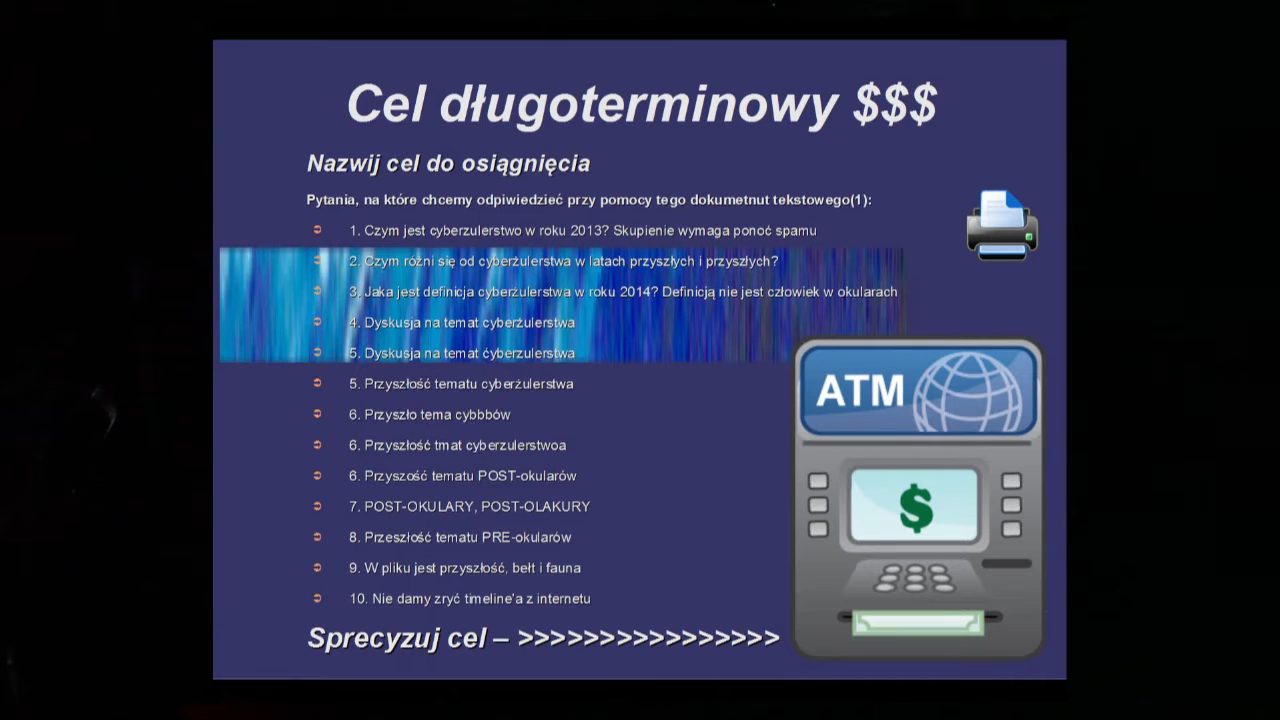 Cel długoterminowy $$$
Nazwij cel do osiągnięcia
Pytania, na które chcemy odpiwiedzieć przy pomocy tego dokumetnut tekstowego(1):
1. Czym jest cyberzulerstwo w roku 2013? Skupienie wymaga ponoć spamu
2. Czym różni się od cyberżulerstwa w latach przyszłych i przyszłych?
3. Jaka jest definicja cyberżulerstwa w roku 2014? Definicją nie jest człowiek w okularach
4. Dyskusja na temat cyberżulerstwa
5. Dyskusja na temat ćyberzulerstwa
5. Przyszłość tematu cyberżulerstwa
6. Przyszło tema cybbbów
6. Przyszłość tmat cyberzulerstwoa
6. Przyszość tematu POST-okularów
7. POST-OKULARY, POST-OLAKURY
8. Przeszłość tematu PRE-okularów
9. W pliku jest przyszłość, bełt i fauna
10. Nie damy zryć timeline'a z internetu
Sprecyzuj cel – >>>>>>>>>>>>>>>>
ATM
$